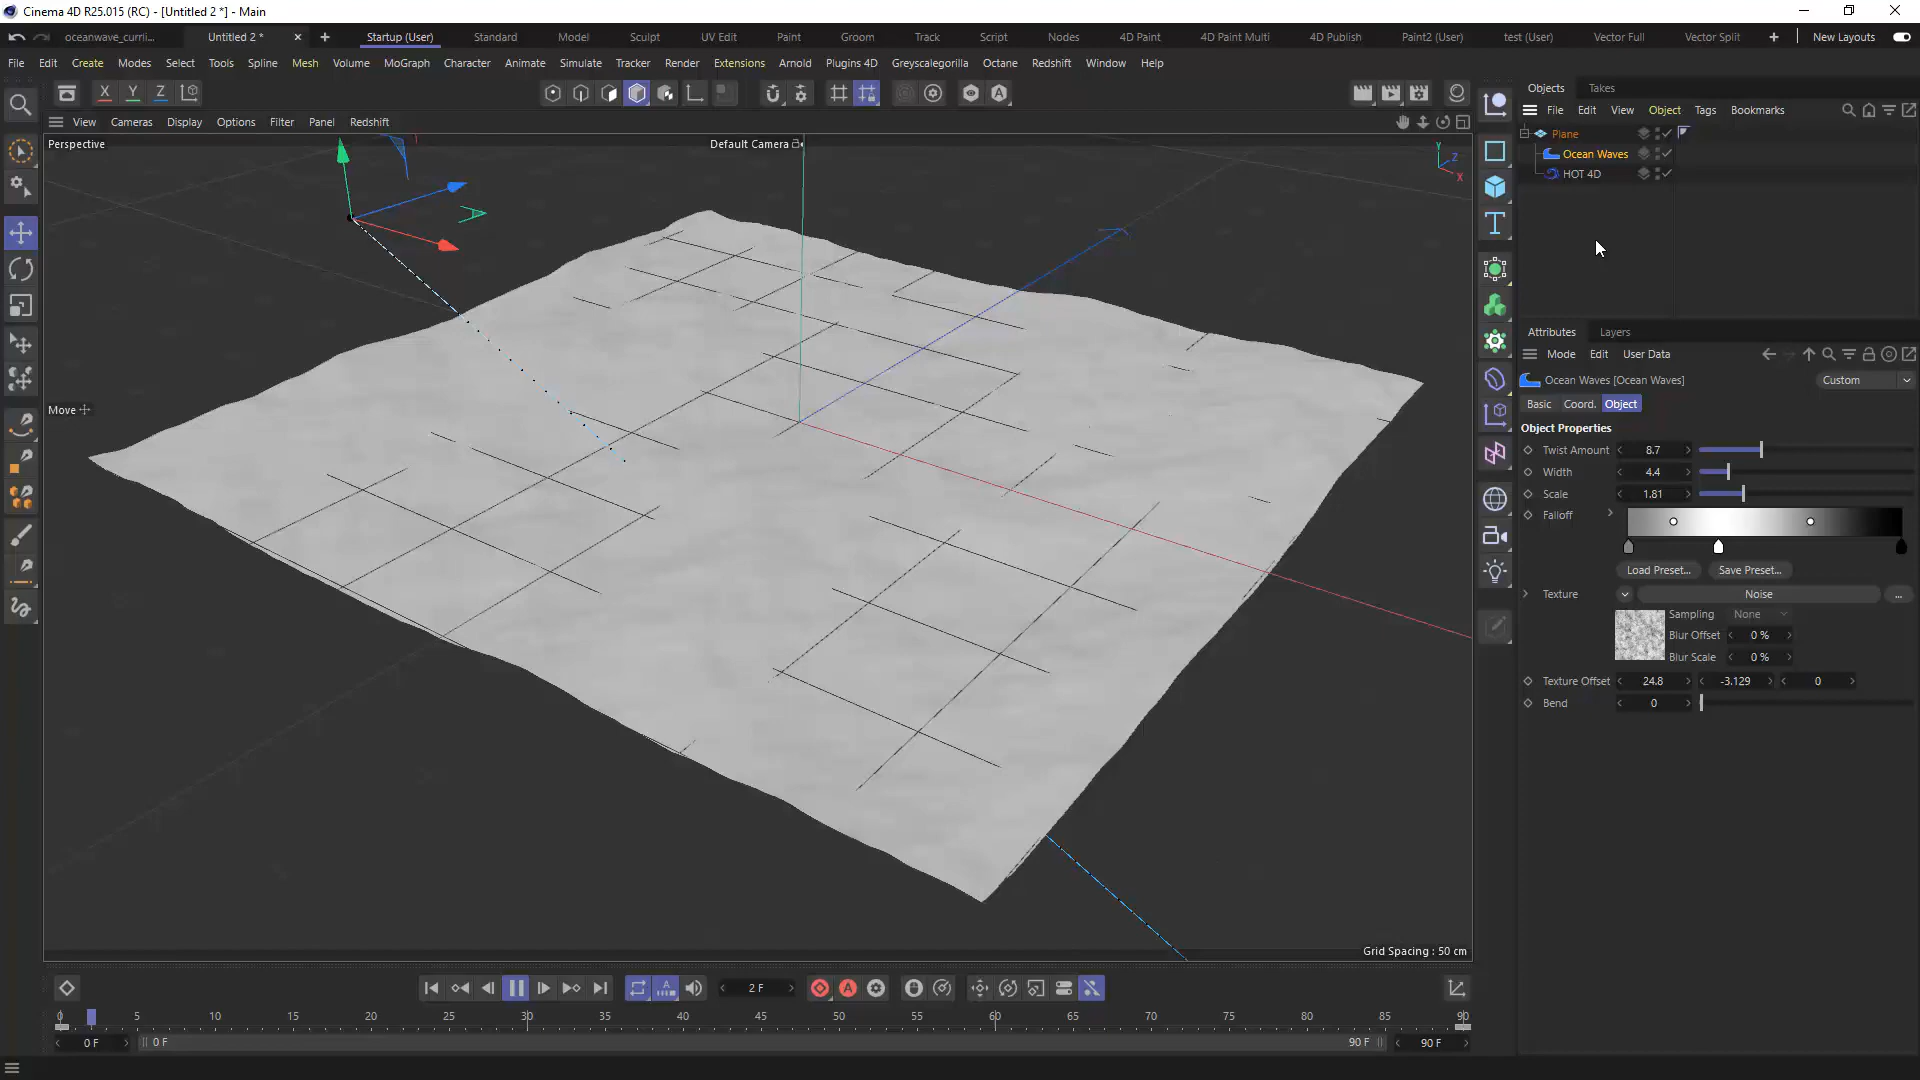 Cinema 4D R25.015 (RC) - [Untitled 2 *] - Main
oceanwave_curri... Untitled 2 * Startup (User) Standard Model Sculpt UV Edit Paint Groom Track Script Nodes 4D Paint 4D Paint Multi 4D Publish Paint2 (User) test (User) Vector Full Vector Split New Layouts
File Edit Create Modes Select Tools Spline Mesh Volume MoGraph Character Animate Simulate Tracker Render Extensions Arnold Plugins 4D Greyscalegorilla Octane Redshift Window Help
X Y Z
Objects Takes
File Edit View Object Tags Bookmarks
View Cameras Display Options Filter Panel Redshift
Perspective
Default Camera
Y
Z
X
Plane
Ocean Waves
HOT 4D
Attributes Layers
Mode Edit User Data
Ocean Waves [Ocean Waves] Custom
Basic Coord. Object
Move
Object Properties
Twist Amount 8.7
Width 4.4
Scale 1.81
Falloff
Load Preset... Save Preset...
Texture Noise ...
Sampling None
Blur Offset 0 %
Blur Scale 0 %
Texture Offset 24.8 -3.129 0
Bend 0
Grid Spacing : 50 cm
2 F
0 5 10 15 20 25 30 35 40 45 50 55 60 65 70 75 80 85 90
0 F 0 F 90 F 90 F